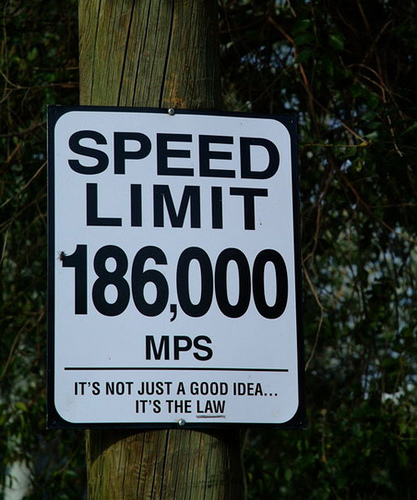 SPEED
LIMIT
186,000
MPS
IT'S NOT JUST A GOOD IDEA...
IT'S THE LAW